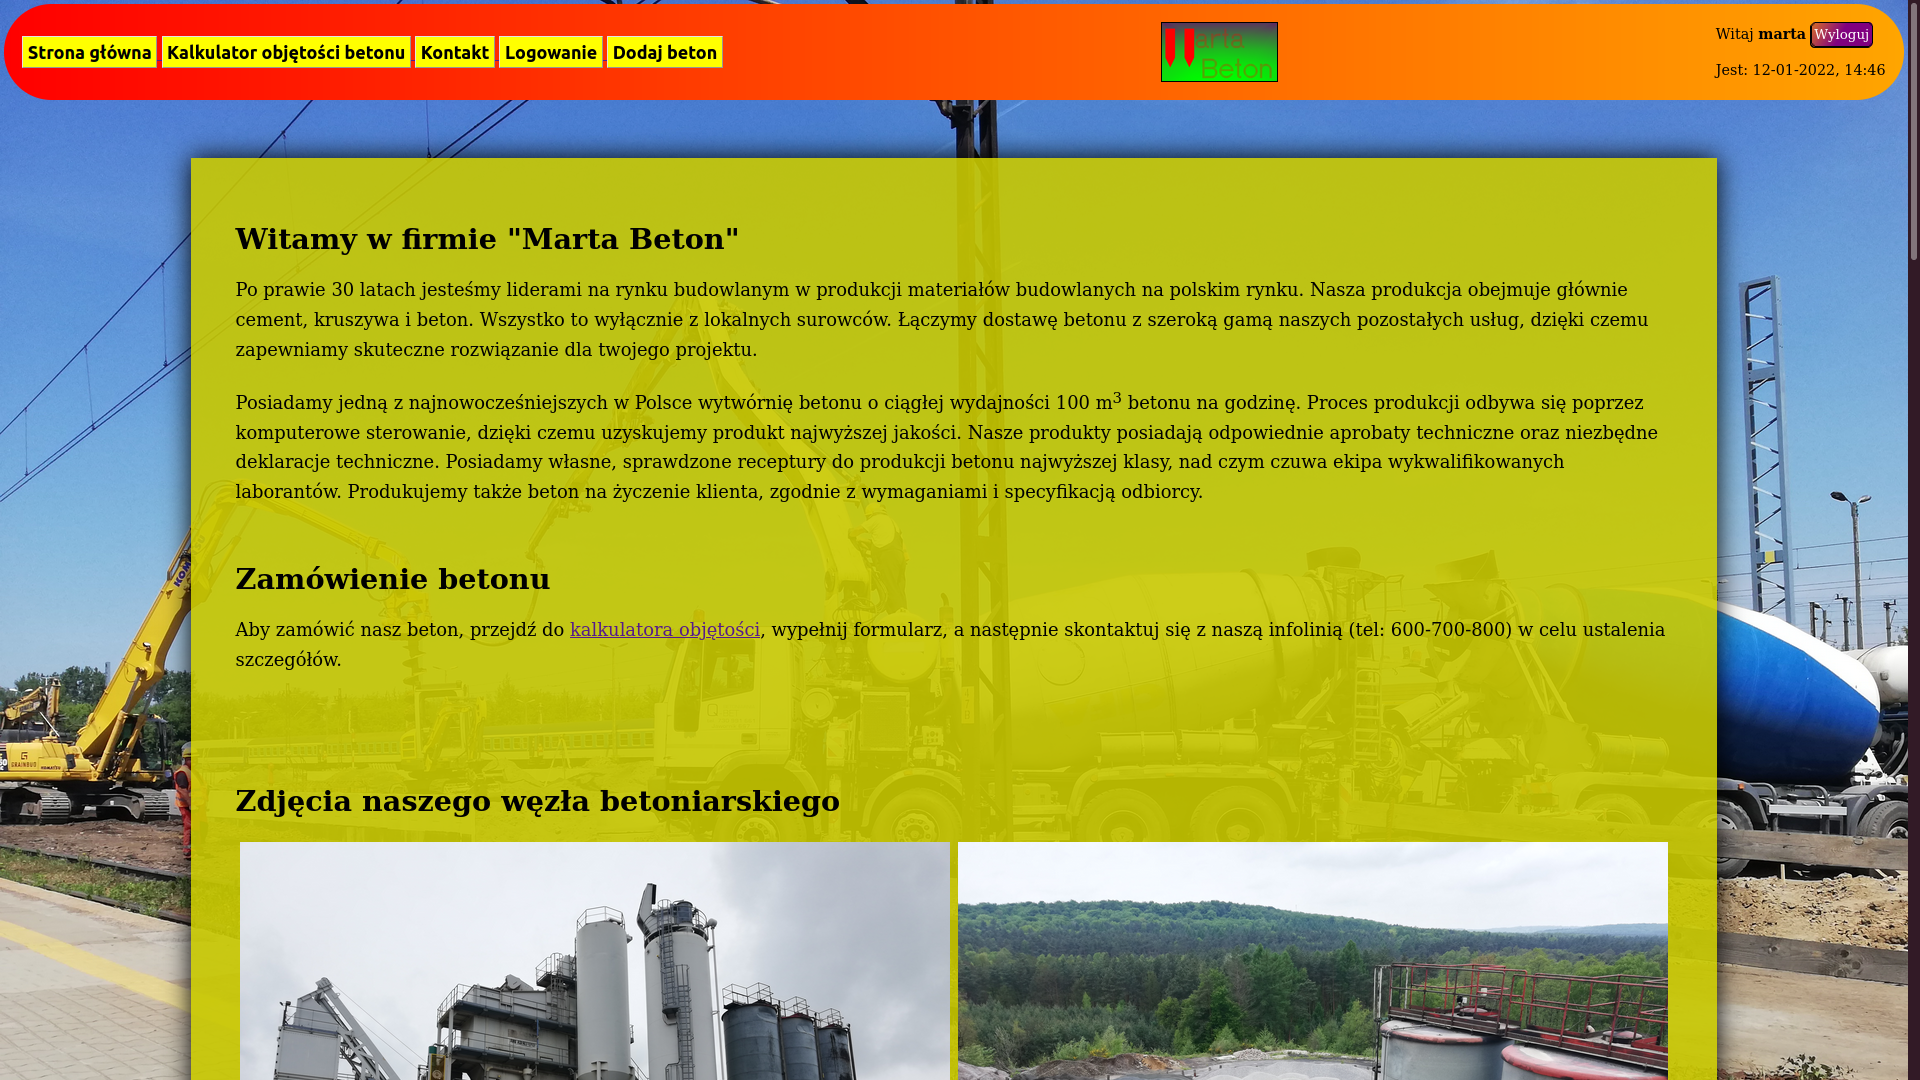 Strona główna Kalkulator objętości betonu Kontakt Logowanie Dodaj beton
arta
Beton
Witaj marta Wyloguj
Jest: 12-01-2022, 14:46
Witamy w firmie "Marta Beton"
Po prawie 30 latach jesteśmy liderami na rynku budowlanym w produkcji materiałów budowlanych na polskim rynku. Nasza produkcja obejmuje głównie
cement, kruszywa i beton. Wszystko to wyłącznie z lokalnych surowców. Łączymy dostawę betonu z szeroką gamą naszych pozostałych usług, dzięki czemu
zapewniamy skuteczne rozwiązanie dla twojego projektu.
Posiadamy jedną z najnowocześniejszych w Polsce wytwórnię betonu o ciągłej wydajności 100 m³ betonu na godzinę. Proces produkcji odbywa się poprzez
komputerowe sterowanie, dzięki czemu uzyskujemy produkt najwyższej jakości. Nasze produkty posiadają odpowiednie aprobaty techniczne oraz niezbędne
deklaracje techniczne. Posiadamy własne, sprawdzone receptury do produkcji betonu najwyższej klasy, nad czym czuwa ekipa wykwalifikowanych
laborantów. Produkujemy także beton na życzenie klienta, zgodnie z wymaganiami i specyfikacją odbiorcy.
Zamówienie betonu
Aby zamówić nasz beton, przejdź do kalkulatora objętości, wypełnij formularz, a następnie skontaktuj się z naszą infolinią (tel: 600-700-800) w celu ustalenia
szczegółów.
Zdjęcia naszego węzła betoniarskiego